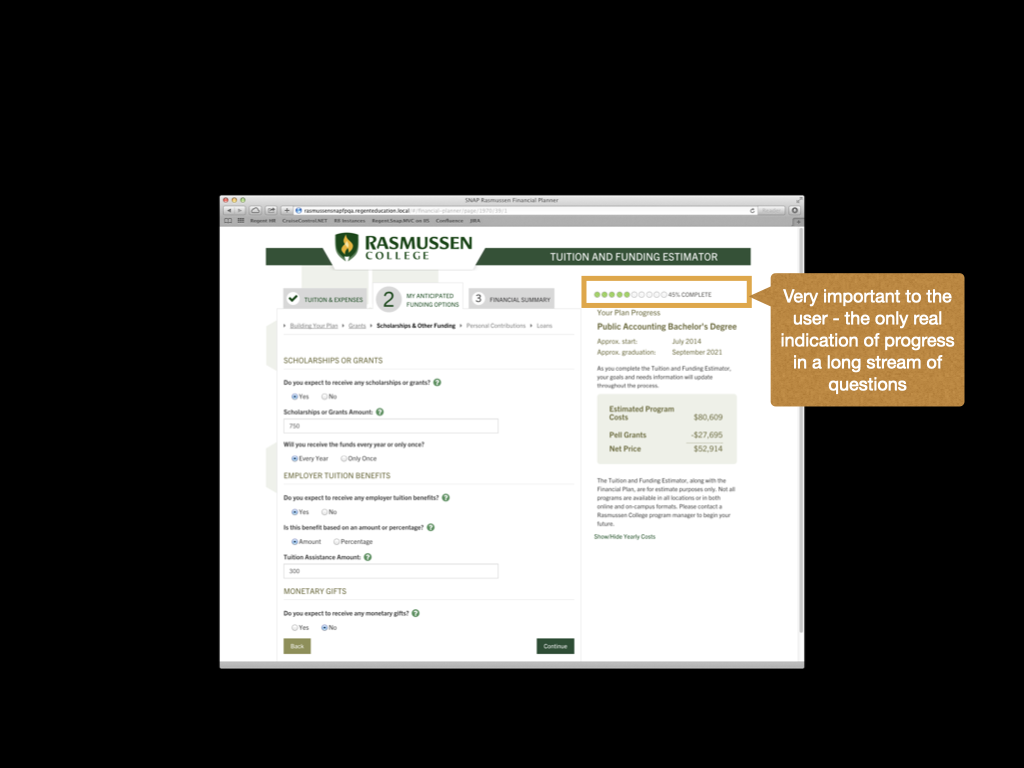 SNAP Rasmussen Financial Planner
rasmussensnapfpqa.regenteducation.local
Reader
Regent HR CruiseControl.NET RE Instances Regent.Snap.MVC on IIS Confluence JIRA
RASMUSSEN
COLLEGE
TUITION AND FUNDING ESTIMATOR
TUITION & EXPENSES
2
MY ANTICIPATED
FUNDING OPTIONS
3
FINANCIAL SUMMARY
45% COMPLETE
Building Your Plan Grants Scholarships & Other Funding Personal Contributions Loans
SCHOLARSHIPS OR GRANTS
Do you expect to receive any scholarships or grants? ?
Yes No
Scholarships or Grants Amount: ?
750
Will you receive the funds every year or only once?
Every Year Only Once
EMPLOYER TUITION BENEFITS
Do you expect to receive any employer tuition benefits? ?
Yes No
Is this benefit based on an amount or percentage? ?
Amount Percentage
Tuition Assistance Amount: ?
300
MONETARY GIFTS
Do you expect to receive any monetary gifts? ?
Yes No
Back
Continue
Your Plan Progress
Public Accounting Bachelor's Degree
Approx. start: July 2014
Approx. graduation: September 2021
As you complete the Tuition and Funding Estimator,
your goals and needs information will update
throughout the process.
Estimated Program
Costs $80,609
Pell Grants -$27,695
Net Price $52,914
The Tuition and Funding Estimator, along with the
Financial Plan, are for estimate purposes only. Not all
programs are available in all locations or in both
online and on-campus formats. Please contact a
Rasmussen College program manager to begin your
future.
Show/Hide Yearly Costs
Very important to the
user - the only real
indication of progress
in a long stream of
questions